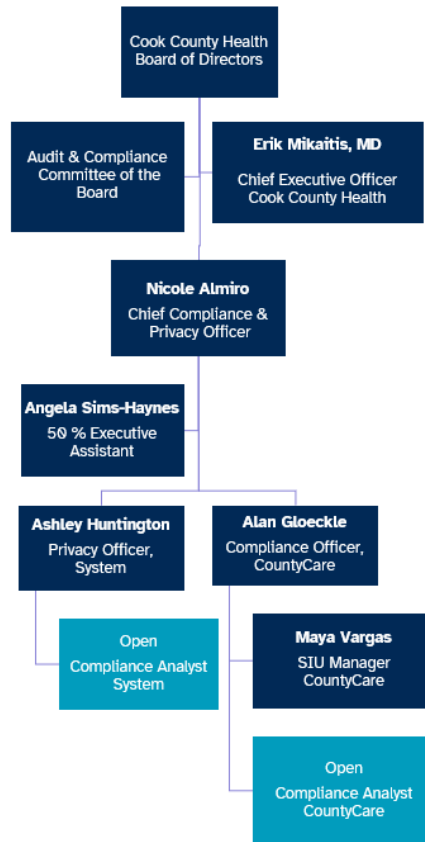 Cook County Health
Board of Directors
Audit & Compliance
Committee of the
Board
Erik Mikaitis, MD
Chief Executive Officer
Cook County Health
Nicole Almiro
Chief Compliance &
Privacy Officer
Angela Sims-Haynes
50 % Executive
Assistant
Ashley Huntington
Privacy Officer,
System
Alan Gloeckle
Compliance Officer,
CountyCare
Open
Compliance Analyst
System
Maya Vargas
SIU Manager
CountyCare
Open
Compliance Analyst
CountyCare